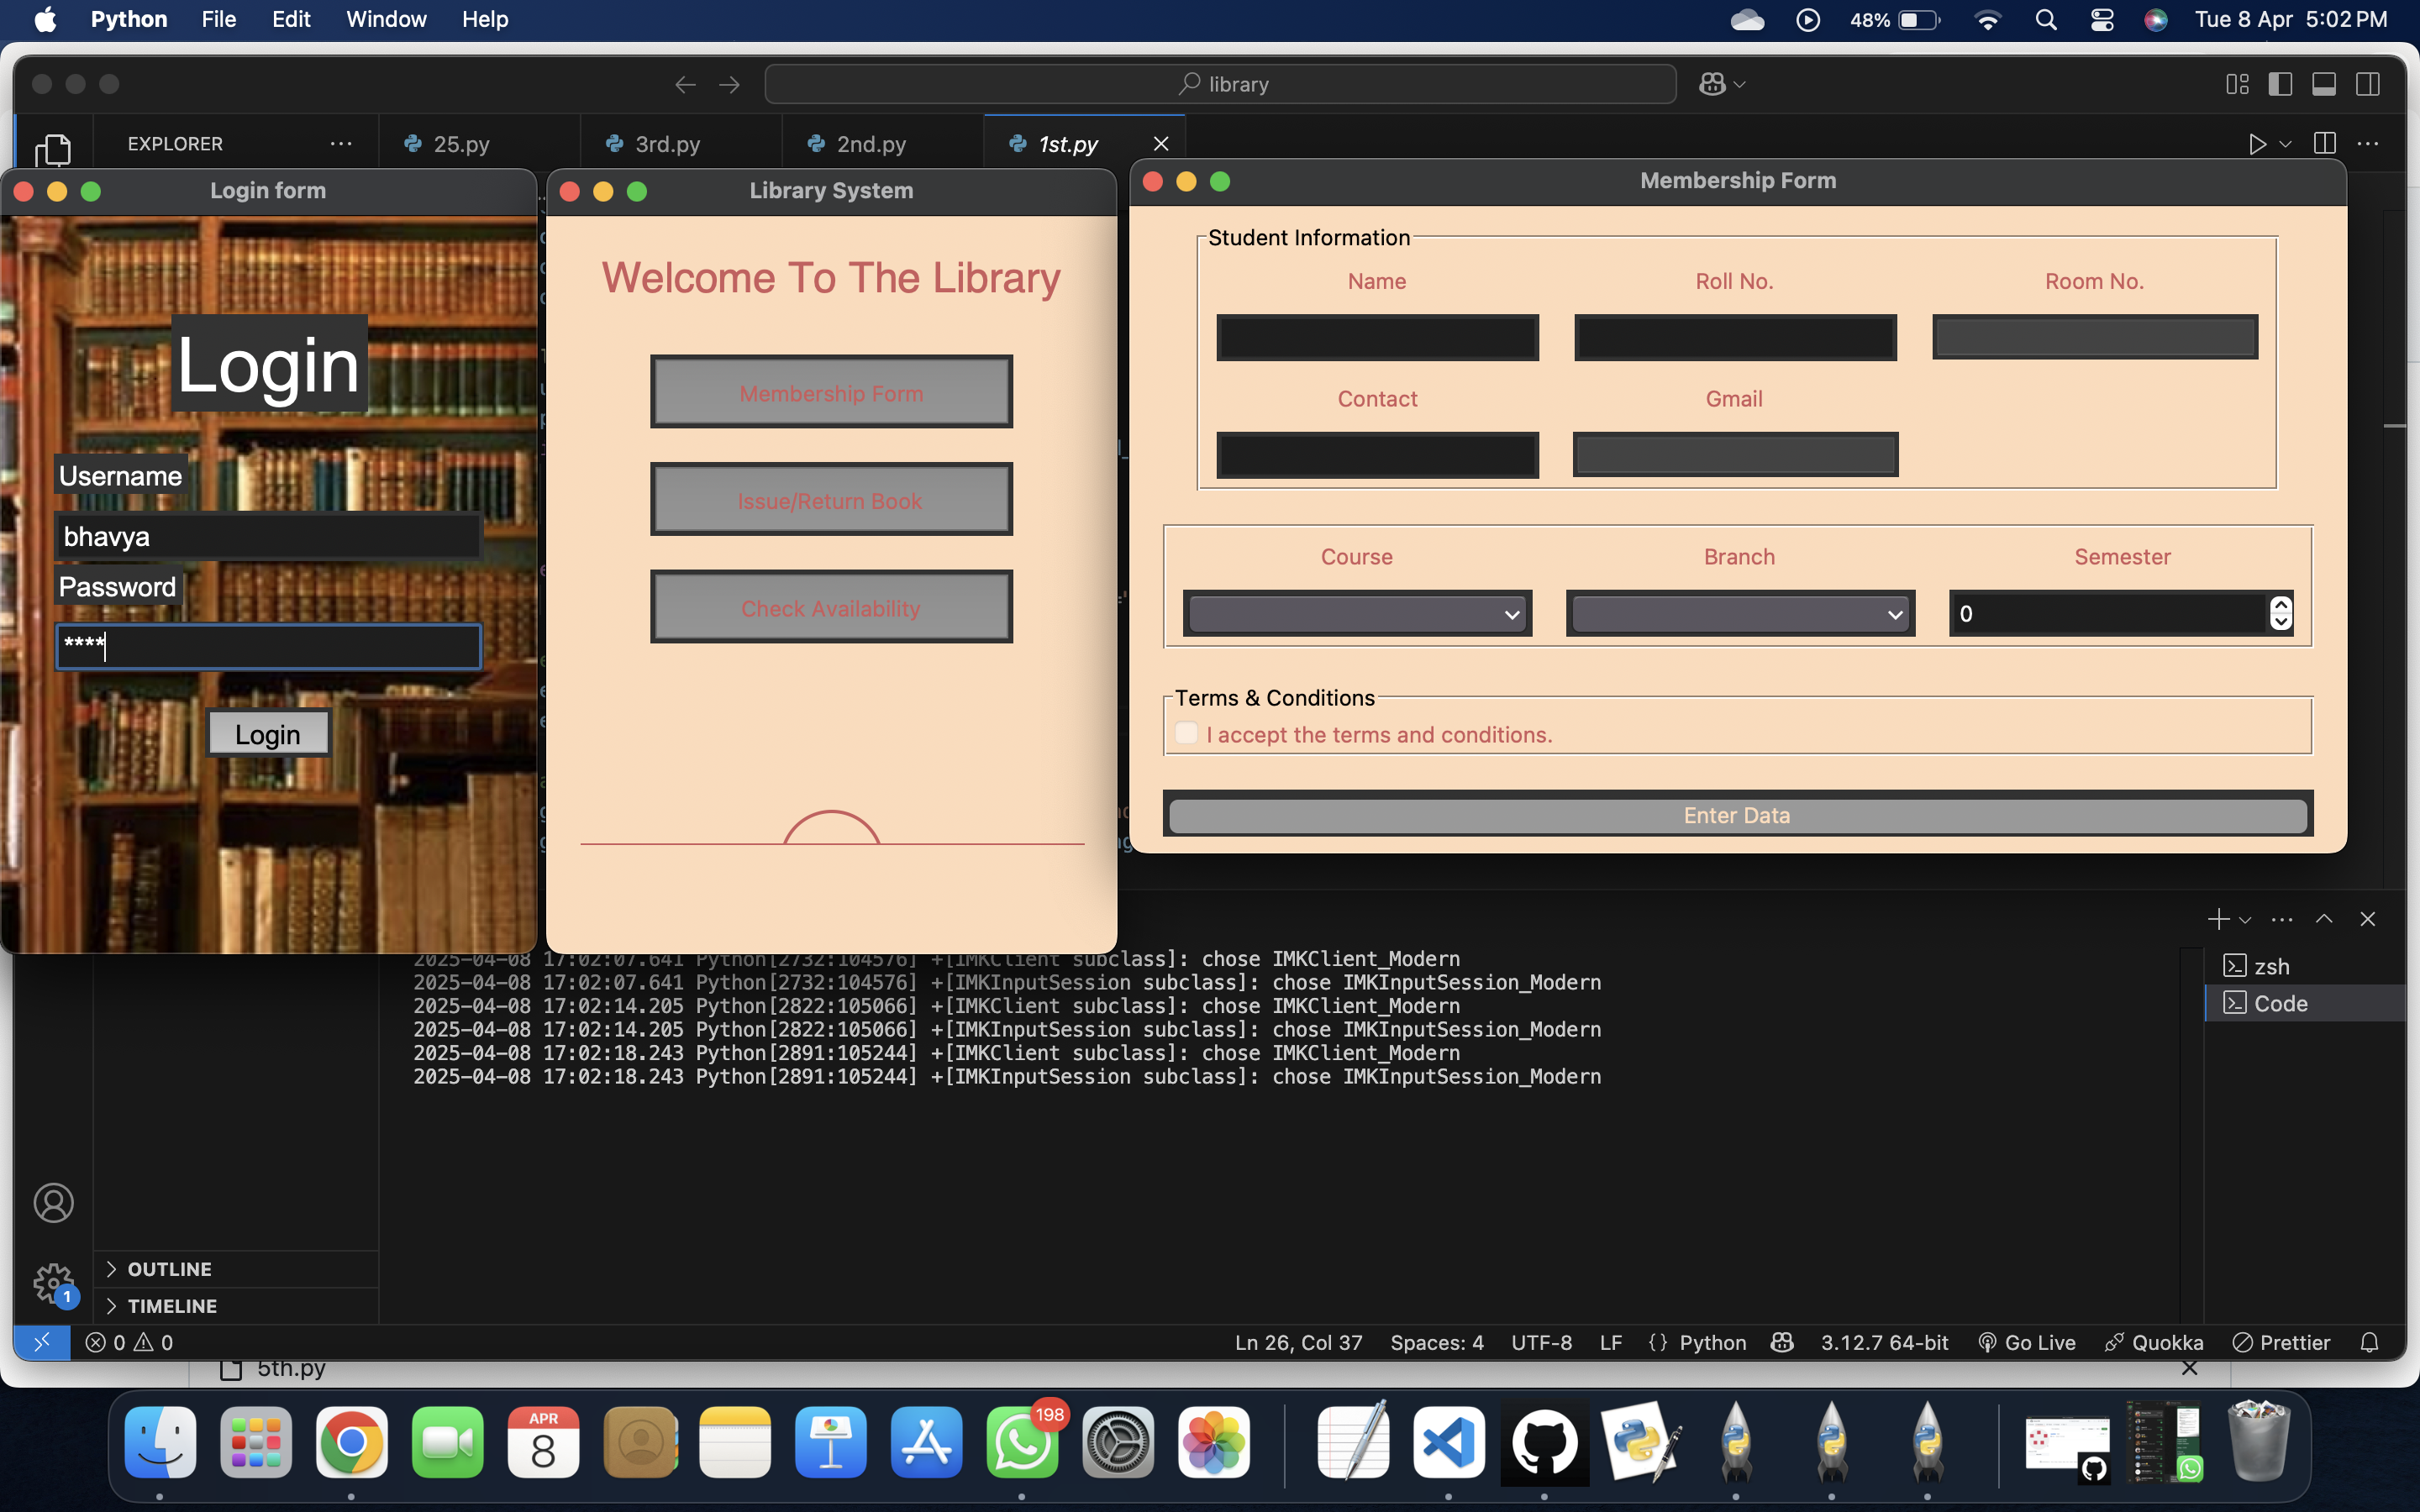 Python File Edit Window Help 48% Tue 8 Apr 5:02 PM
library
EXPLORER 25.py 3rd.py 2nd.py 1st.py
Login form
Login
Username
bhavya
Password
****
Login
Library System
Welcome To The Library
Membership Form
Issue/Return Book
Check Availability
Membership Form
Student Information
Name Roll No. Room No.
Contact Gmail
Course Branch Semester
0
Terms & Conditions
I accept the terms and conditions.
Enter Data
2025-04-08 17:02:07.641 Python[2732:104576] +[IMKClient subclass]: chose IMKClient_Modern
2025-04-08 17:02:07.641 Python[2732:104576] +[IMKInputSession subclass]: chose IMKInputSession_Modern
2025-04-08 17:02:14.205 Python[2822:105066] +[IMKClient subclass]: chose IMKClient_Modern
2025-04-08 17:02:14.205 Python[2822:105066] +[IMKInputSession subclass]: chose IMKInputSession_Modern
2025-04-08 17:02:18.243 Python[2891:105244] +[IMKClient subclass]: chose IMKClient_Modern
2025-04-08 17:02:18.243 Python[2891:105244] +[IMKInputSession subclass]: chose IMKInputSession_Modern
zsh
Code
OUTLINE
TIMELINE
1
0 0 Ln 26, Col 37 Spaces: 4 UTF-8 LF {} Python 3.12.7 64-bit Go Live Quokka Prettier
5th.py
APR
8
198